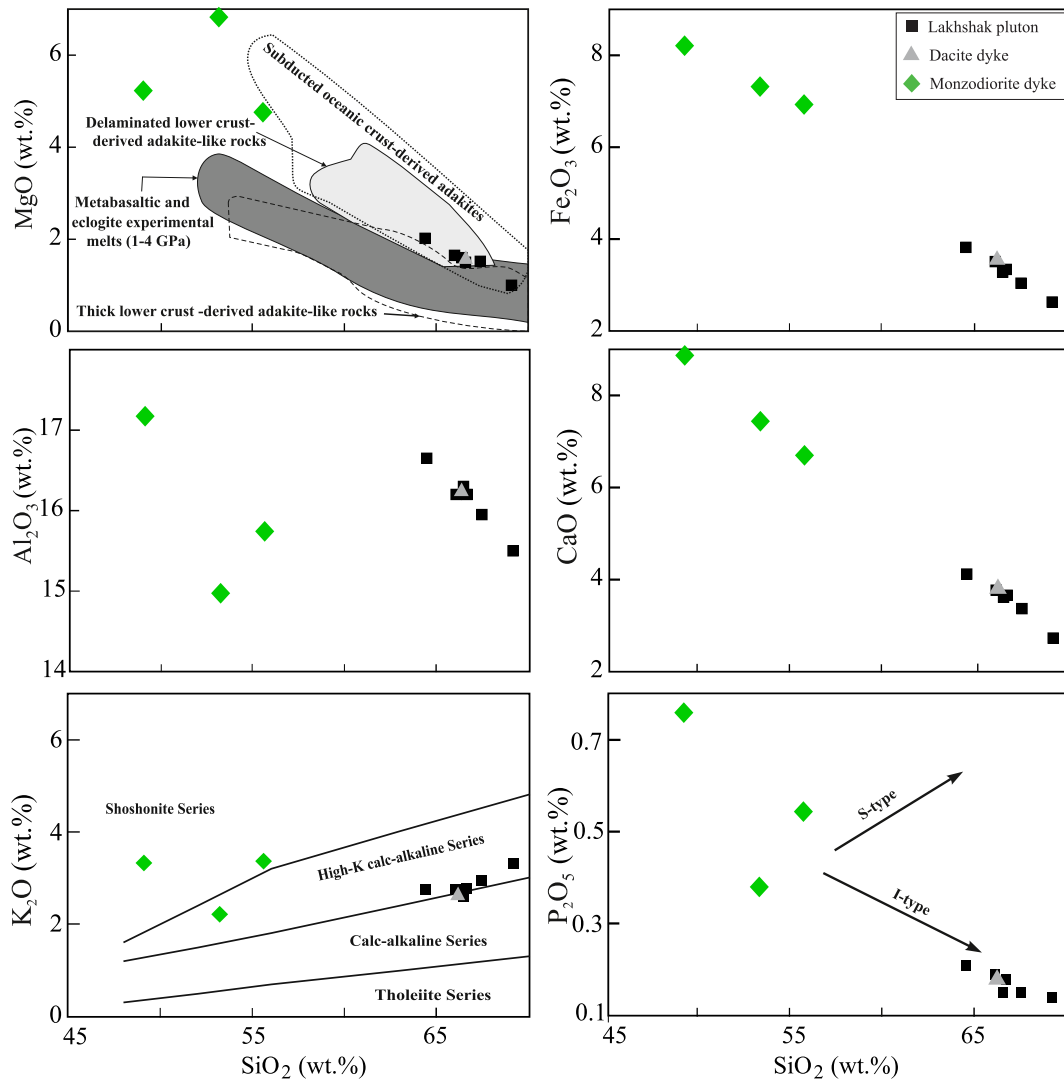 MgO (wt.%)
6
4
2
0
Subducted oceanic crust-derived adakites
Delaminated lower crust-
derived adakite-like rocks
Metabasaltic and
eclogite experimental
melts (1-4 GPa)
Thick lower crust -derived adakite-like rocks
Fe₂O₃ (wt.%)
8
6
4
2
Lakhshak pluton
Dacite dyke
Monzodiorite dyke
Al₂O₃ (wt.%)
17
16
15
14
CaO (wt.%)
8
6
4
2
K₂O (wt.%)
6
4
2
0
Shoshonite Series
High-K calc-alkaline Series
Calc-alkaline Series
Tholeiite Series
45
55
65
SiO₂ (wt.%)
P₂O₅ (wt.%)
0.7
0.5
0.3
0.1
S-type
I-type
45
55
65
SiO₂ (wt.%)